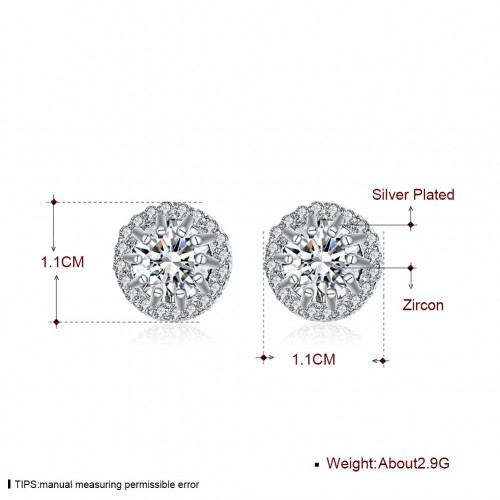 Silver Plated
1.1CM
Zircon
1.1CM
Weight:About2.9G
TIPS:manual measuring permissible error